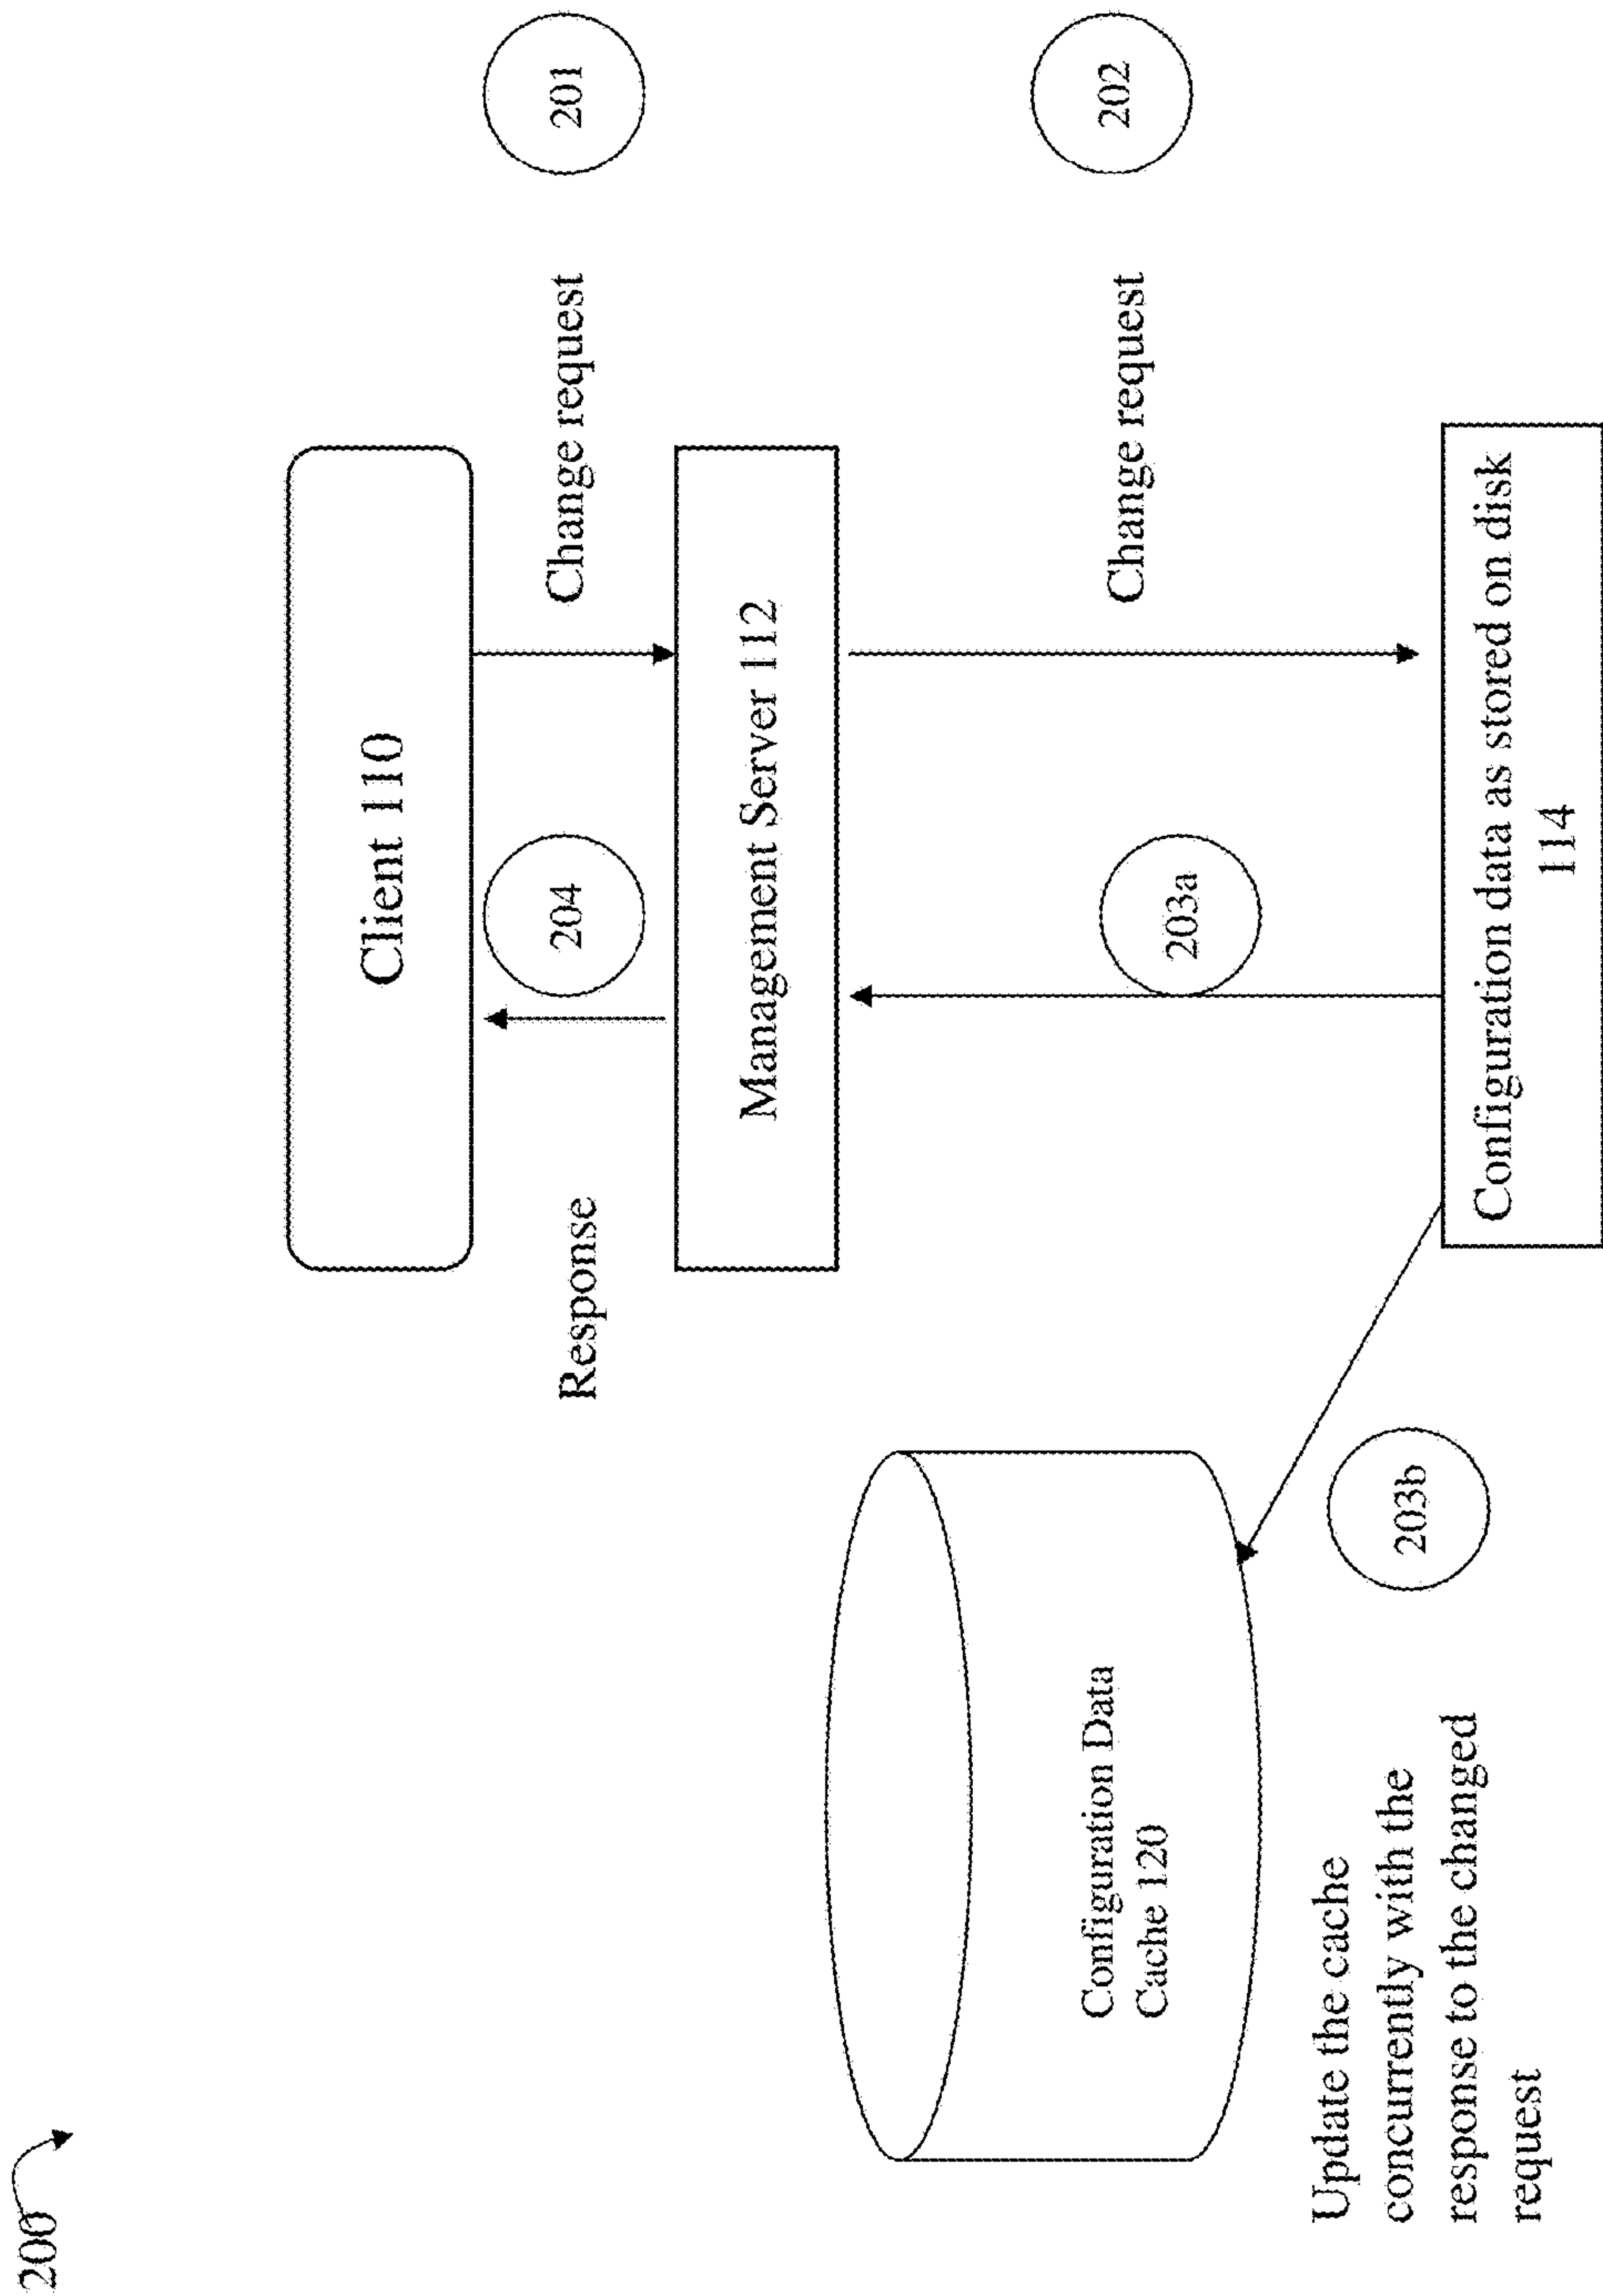 200
Client 110
Response
204
Change request
201
Management Server 112
Configuration Data
Cache 120
203a
Change request
202
Update the cache
concurrently with the
response to the changed
request
203b
Configuration data as stored on disk
114